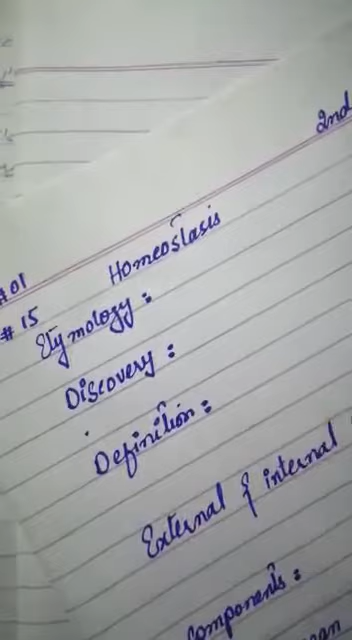 2nd
#01
Homeostasis
#15
Etymology:
Discovery:
Definition:
External & internal
Components: